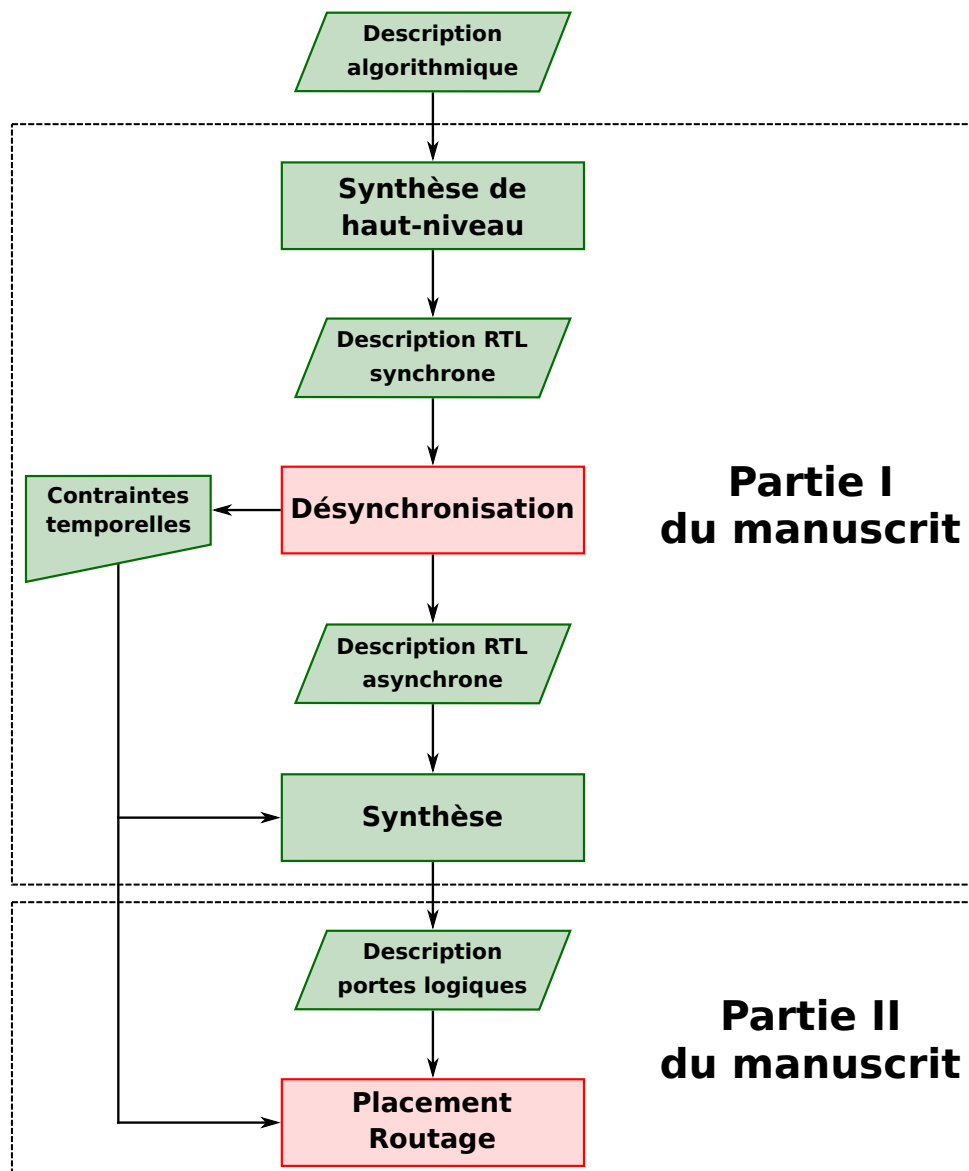 Description
algorithmique
Synthèse de
haut-niveau
Description RTL
synchrone
Contraintes
temporelles
Désynchronisation
Partie I
du manuscrit
Description RTL
asynchrone
Synthèse
Description
portes logiques
Partie II
du manuscrit
Placement
Routage